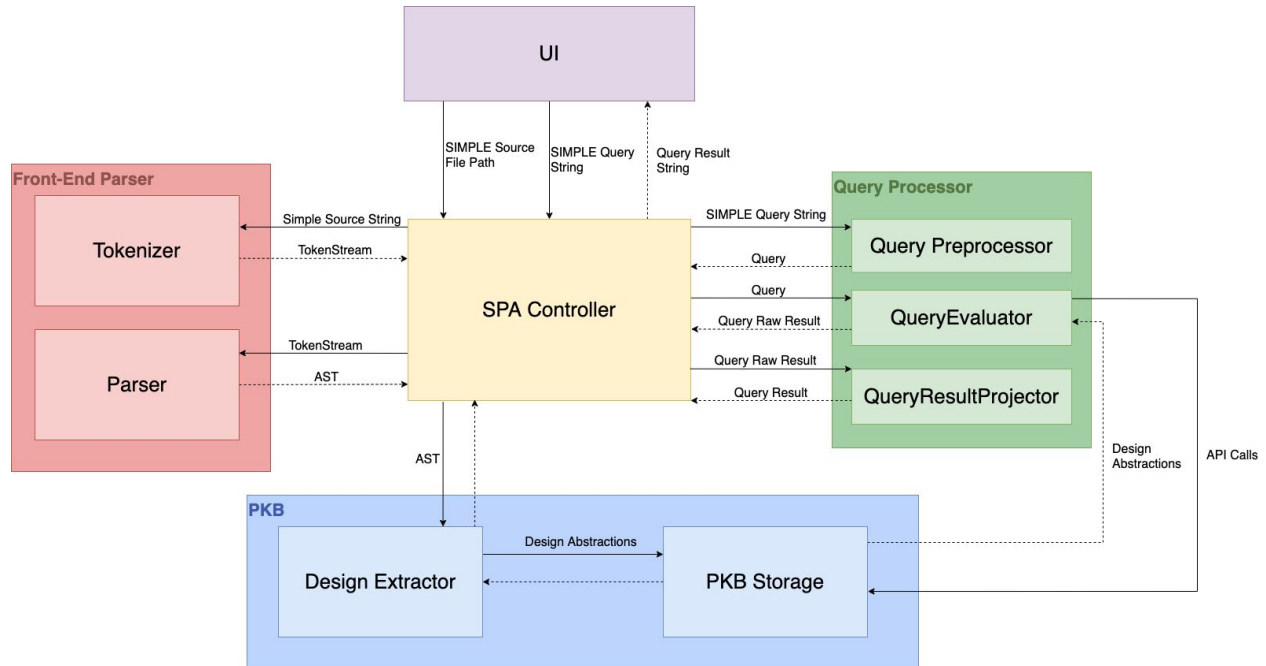 UI
SIMPLE Source
File Path
SIMPLE Query
String
Query Result
String
Front-End Parser
Tokenizer
Parser
Simple Source String
TokenStream
TokenStream
AST
SPA Controller
SIMPLE Query String
Query
Query
Query Raw Result
Query Raw Result
Query Result
Query Processor
Query Preprocessor
QueryEvaluator
QueryResultProjector
Design
Abstractions
API Calls
AST
PKB
Design Extractor
Design Abstractions
PKB Storage